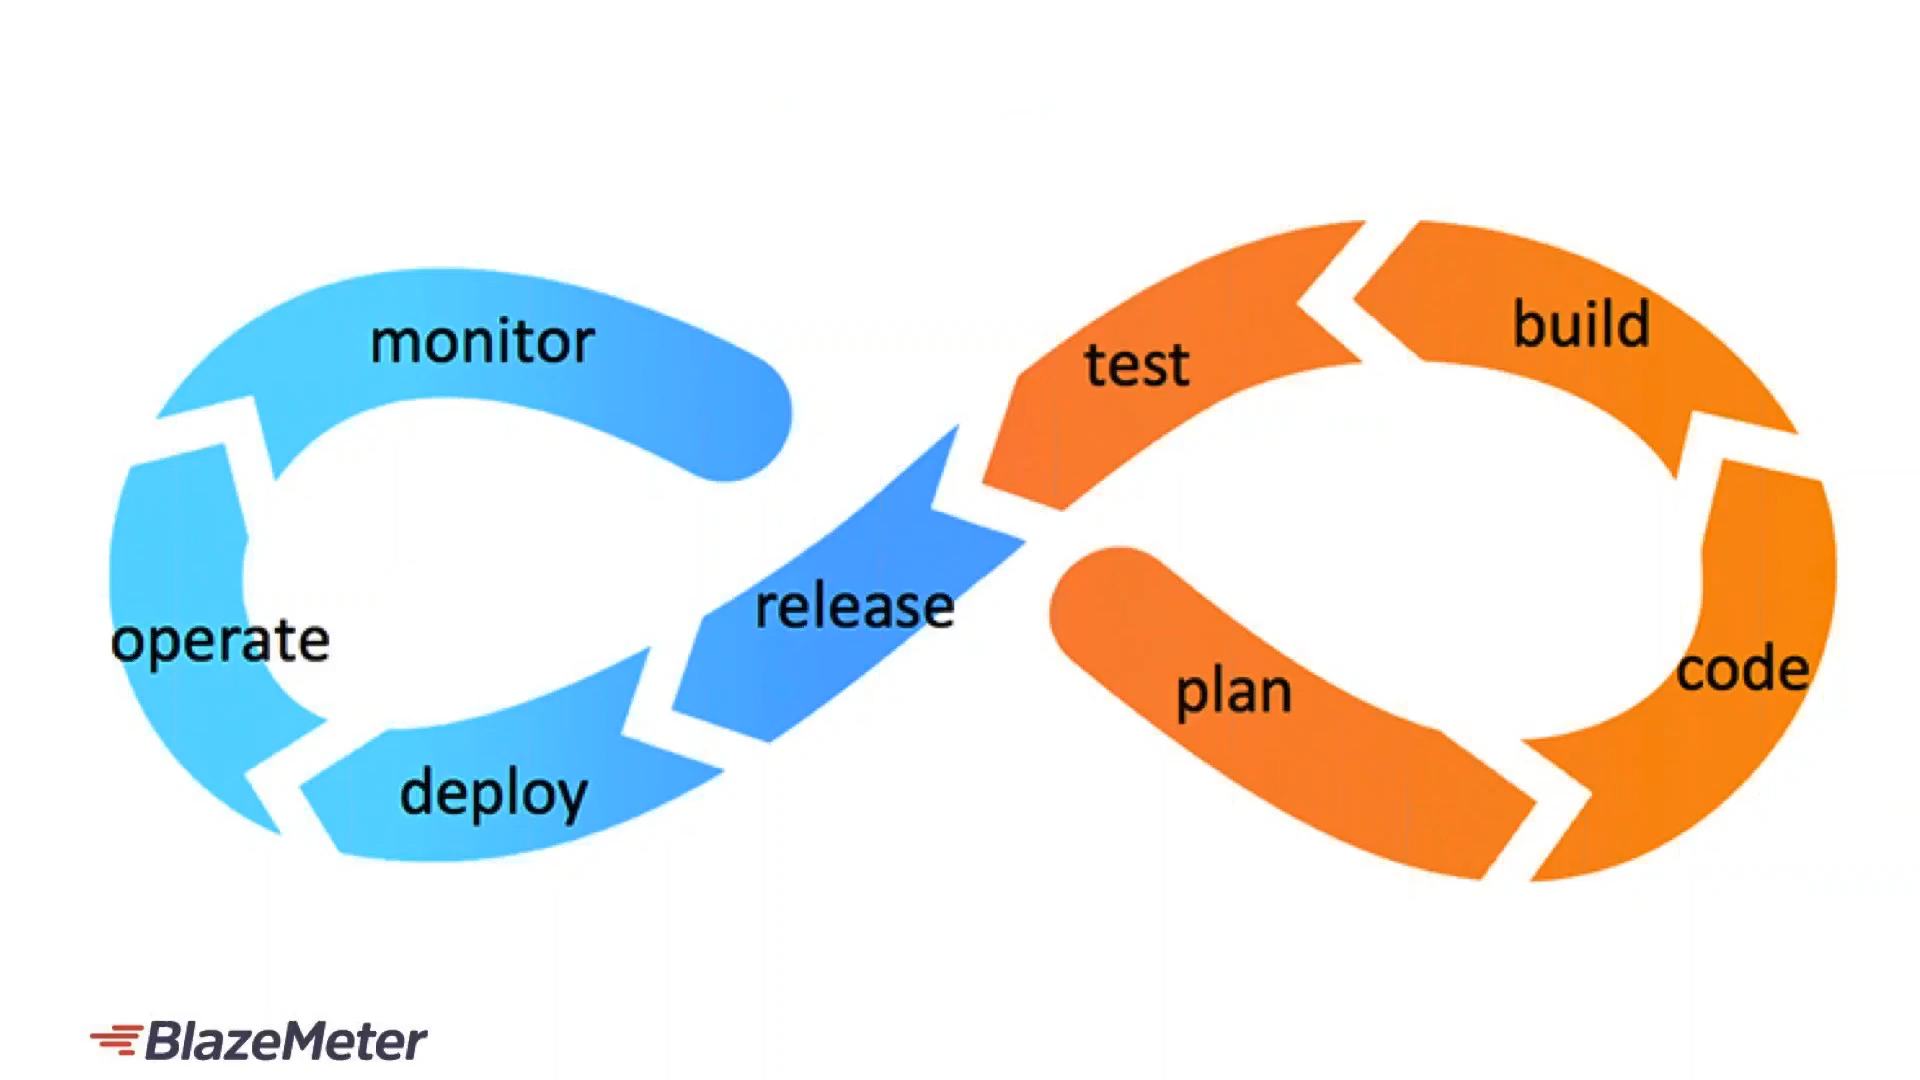 monitor
test
build
operate
release
plan
code
deploy
BlazeMeter